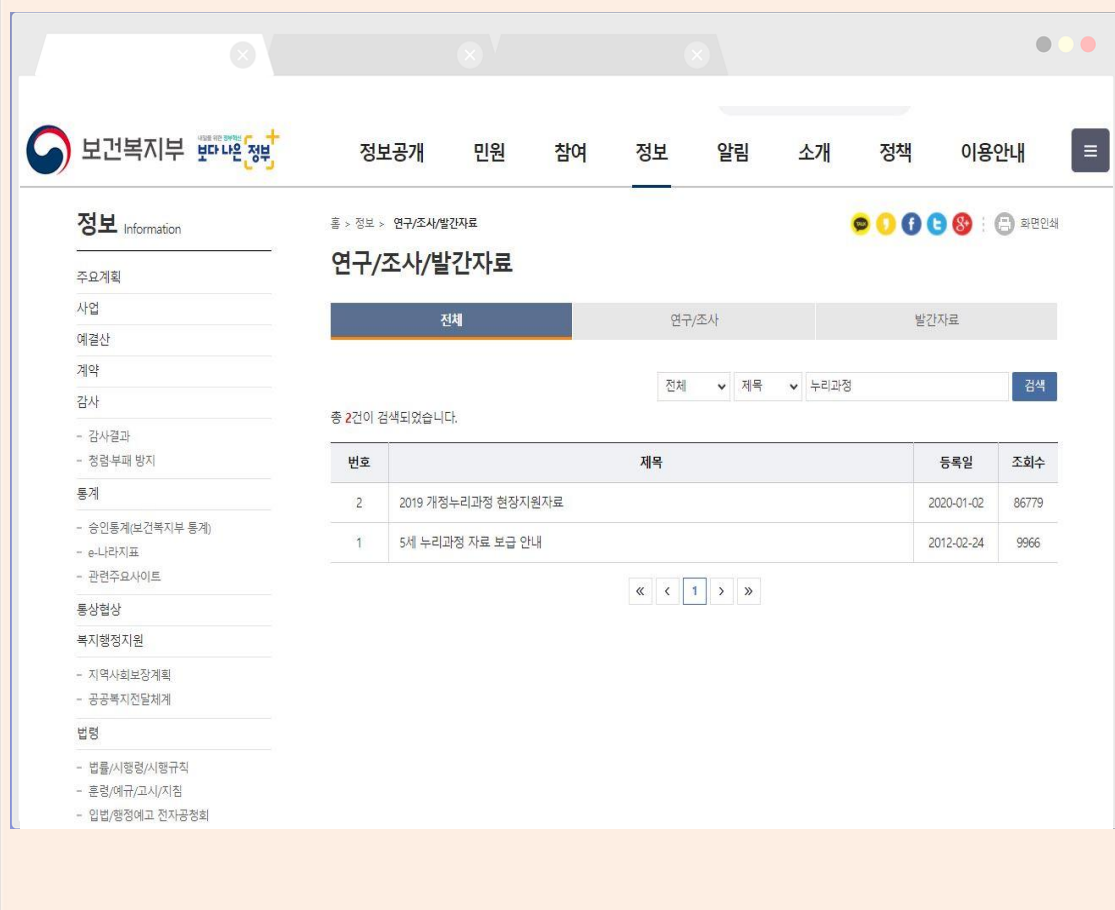 보건복지부 내일을 위한 정부혁신 보다 나은 정부
정보공개 민원 참여 정보 알림 소개 정책 이용안내
정보 Information
주요계획
사업
예결산
계약
감사
- 감사결과
- 청렴·부패 방지
통계
- 승인통계(보건복지부 통계)
- e-나라지표
- 관련주요사이트
통상협상
복지행정지원
- 지역사회보장계획
- 공공복지전달체계
법령
- 법률/시행령/시행규칙
- 훈령/예규/고시/지침
- 입법/행정예고 전자공청회
홈 > 정보 > 연구/조사/발간자료
TALK f g+ 화면인쇄
연구/조사/발간자료
전체 연구/조사 발간자료
전체 제목 누리과정 검색
총 2건이 검색되었습니다.
번호 제목 등록일 조회수
2 2019 개정누리과정 현장지원자료 2020-01-02 86779
1 5세 누리과정 자료 보급 안내 2012-02-24 9966
« < 1 > »